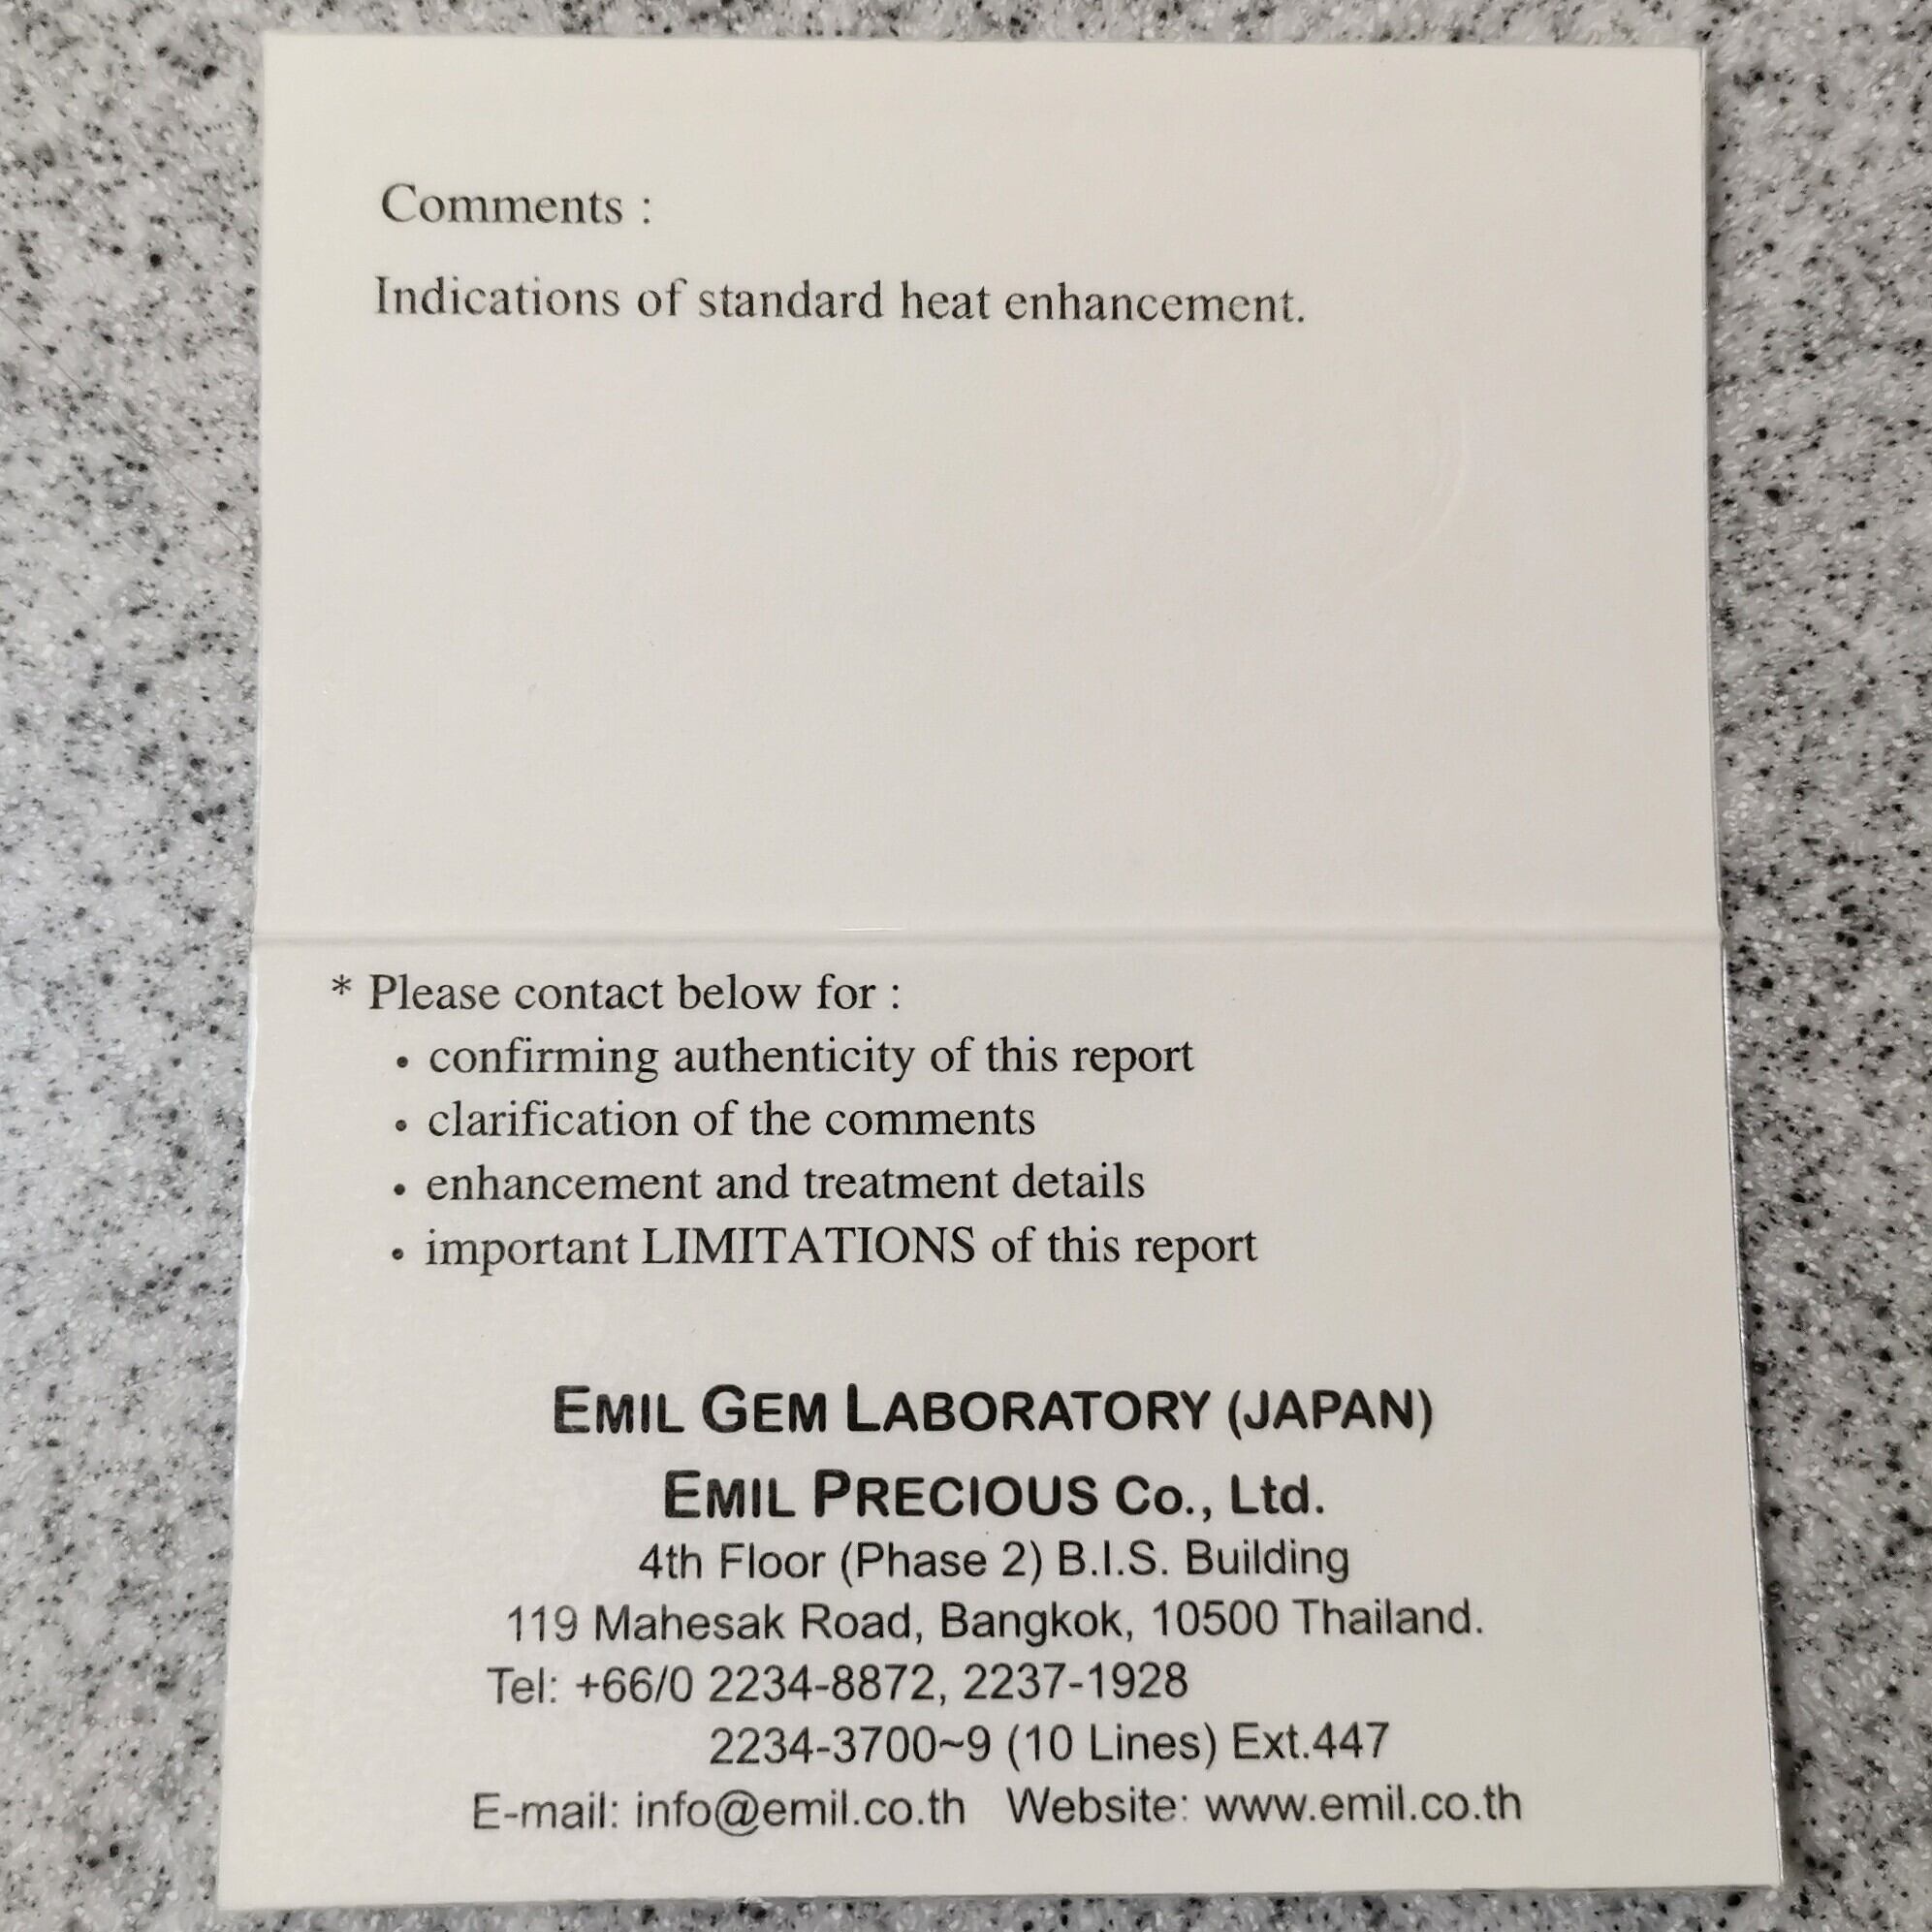 Comments :
Indications of standard heat enhancement.
* Please contact below for :
• confirming authenticity of this report
• clarification of the comments
• enhancement and treatment details
• important LIMITATIONS of this report
EMIL GEM LABORATORY (JAPAN)
EMIL PRECIOUS Co., Ltd.
4th Floor (Phase 2) B.I.S. Building
119 Mahesak Road, Bangkok, 10500 Thailand.
Tel: +66/0 2234-8872, 2237-1928
2234-3700~9 (10 Lines) Ext.447
E-mail: info@emil.co.th Website: www.emil.co.th